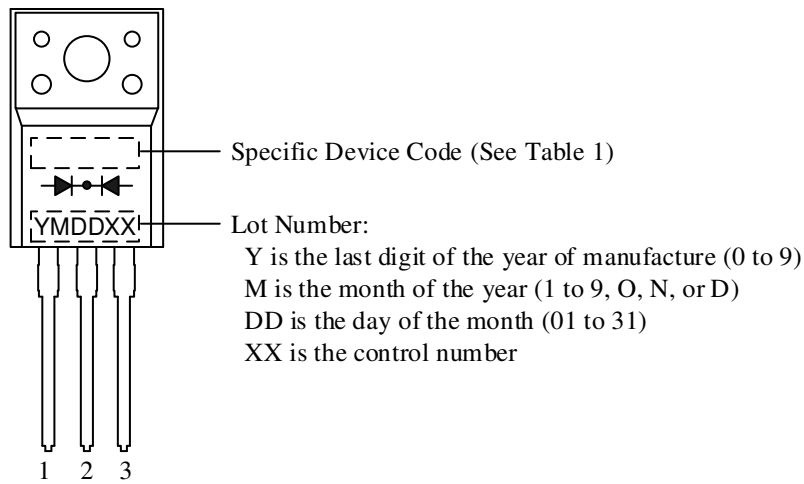 Specific Device Code (See Table 1)
YMDDXX
Lot Number:
Y is the last digit of the year of manufacture (0 to 9)
M is the month of the year (1 to 9, O, N, or D)
DD is the day of the month (01 to 31)
XX is the control number
1 2 3